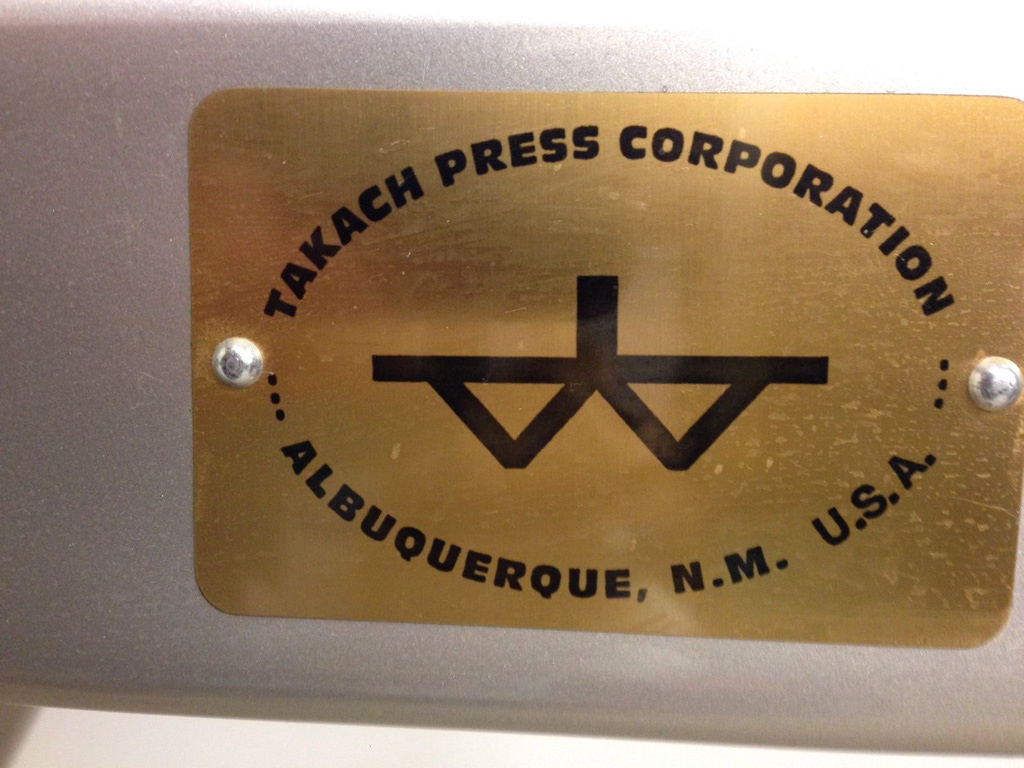 TAKACH PRESS CORPORATION
ALBUQUERQUE, N.M. U.S.A.